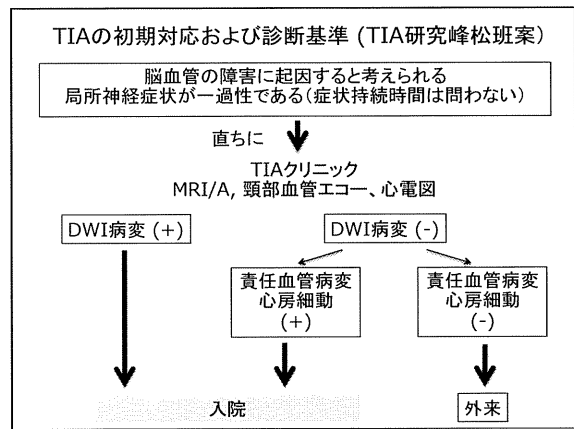 TIAの初期対応および診断基準 (TIA研究峰松班案)
脳血管の障害に起因すると考えられる
局所神経症状が一過性である(症状持続時間は問わない)
直ちに
TIAクリニック
MRI/A, 頸部血管エコー、心電図
DWI病変 (+)
DWI病変 (-)
責任血管病変
心房細動
(+)
責任血管病変
心房細動
(-)
入院
外来